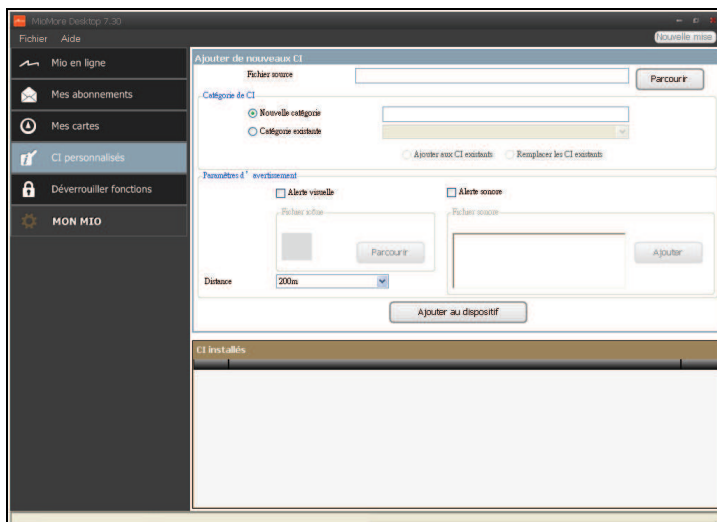 MioMore Desktop 7.30
Fichier Aide
Nouvelle mise
Mio en ligne
Mes abonnements
Mes cartes
CI personnalisés
Déverrouiller fonctions
MON MIO
Ajouter de nouveaux CI
Fichier source
Parcourir
Catégorie de CI
Nouvelle catégorie
Catégorie existante
Ajouter aux CI existants Remplacer les CI existants
Paramètres d' avertissement
Alerte visuelle Alerte sonore
Fichier icône Fichier sonore
Parcourir Ajouter
Distance 200m
Ajouter au dispositif
CI installés